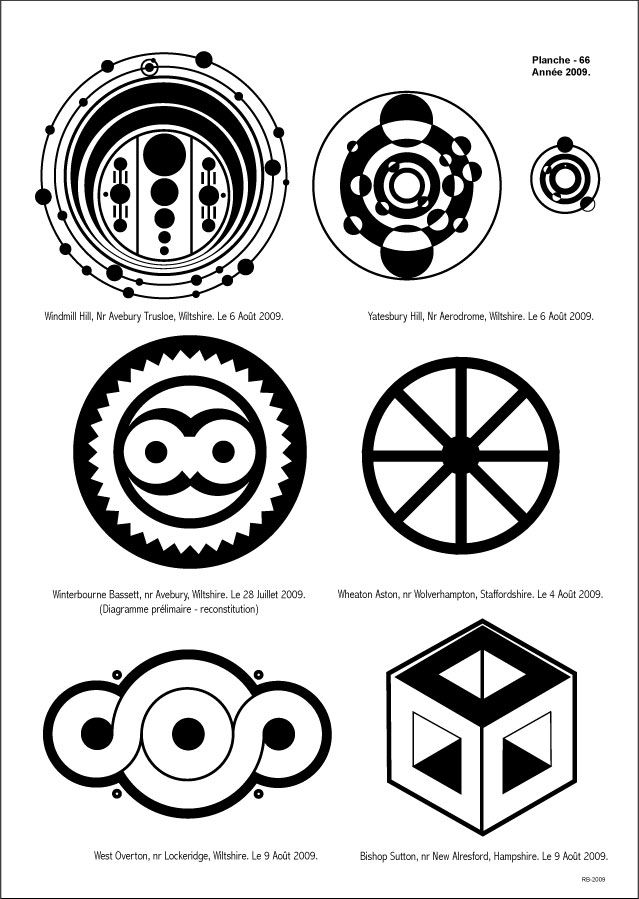 Planche - 66
Année 2009.
Windmill Hill, Nr Avebury Trusloe, Wiltshire. Le 6 Août 2009.
Yatesbury Hill, Nr Aerodrome, Wiltshire. Le 6 Août 2009.
Winterbourne Bassett, nr Avebury, Wiltshire. Le 28 Juillet 2009.
(Diagramme prélimaire - reconstitution)
Wheaton Aston, nr Wolverhampton, Staffordshire. Le 4 Août 2009.
West Overton, nr Lockeridge, Wiltshire. Le 9 Août 2009.
Bishop Sutton, nr New Alresford, Hampshire. Le 9 Août 2009.
RB-2009